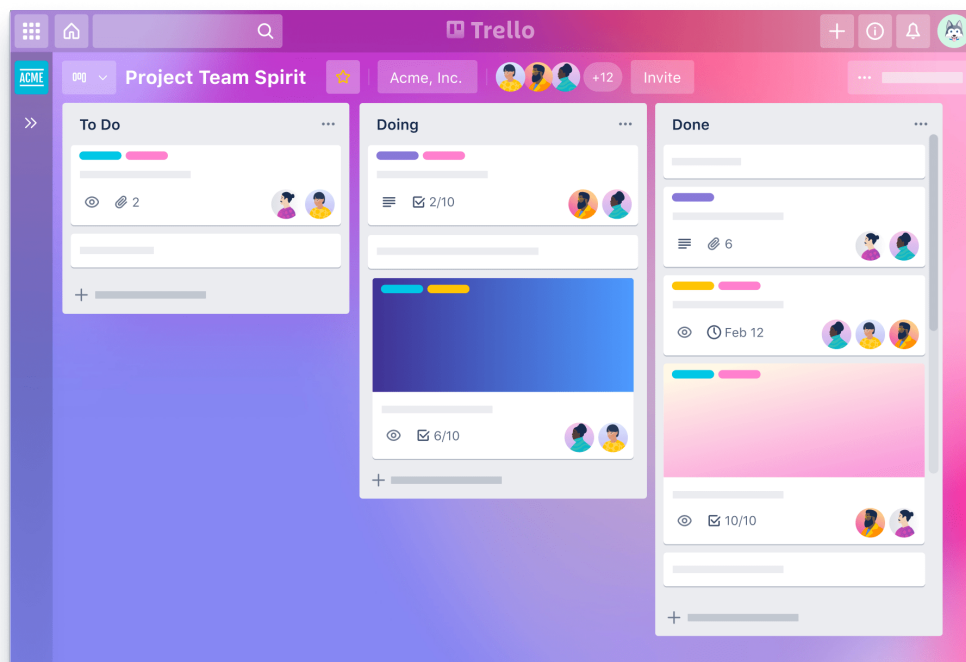 Trello
ACME
Project Team Spirit
Acme, Inc.
+12
Invite
To Do
2
Doing
2/10
6/10
Done
6
Feb 12
10/10